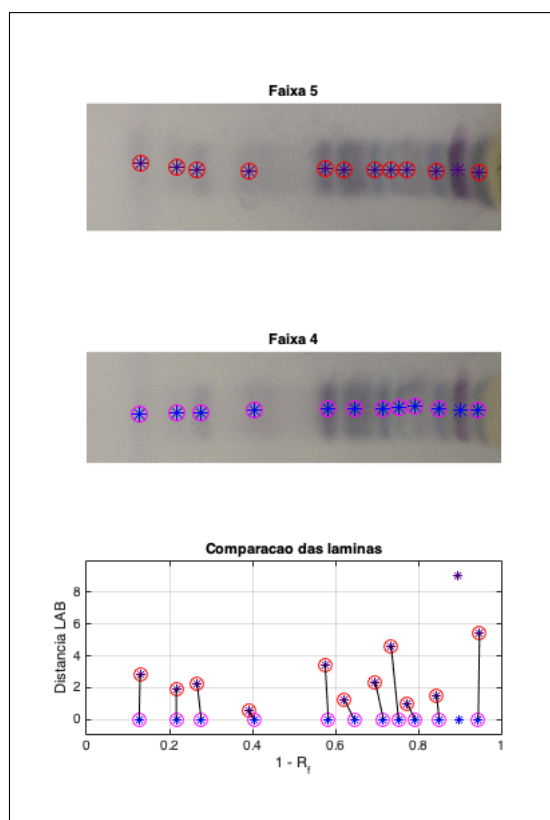 Faixa 5
Faixa 4
Comparacao das laminas
Distancia LAB
8
6
4
2
0
0 0.2 0.4 0.6 0.8 1
1 - R_f